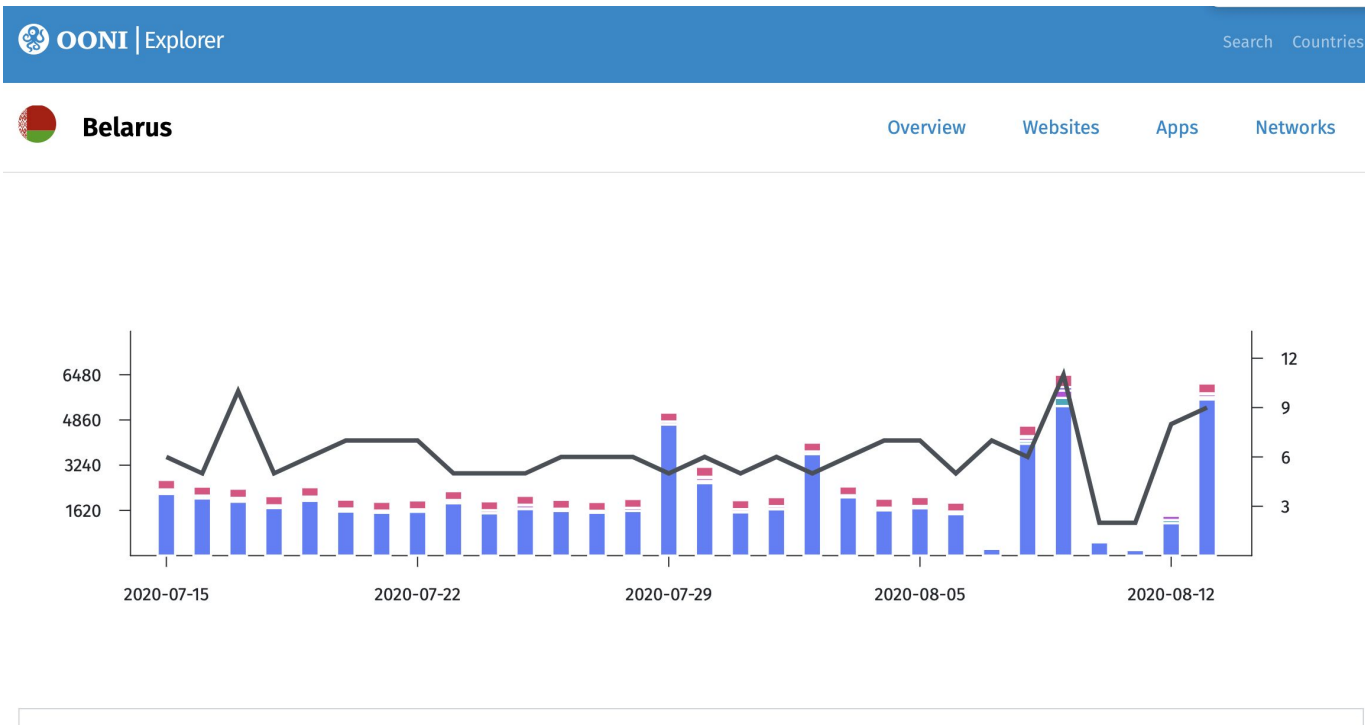 OONI Explorer
Search Countries
Belarus
Overview Websites Apps Networks
6480
4860
3240
1620
12
9
6
3
2020-07-15 2020-07-22 2020-07-29 2020-08-05 2020-08-12